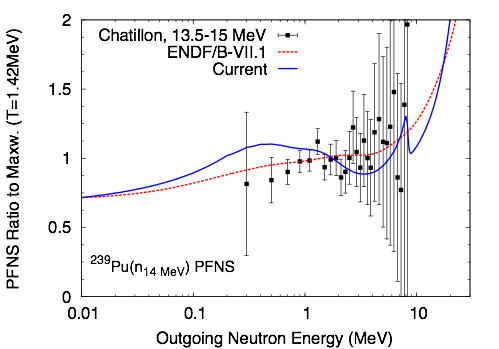 PFNS Ratio to Maxw. (T=1.42MeV)
2
1.5
1
0.5
0
Chatillon, 13.5-15 MeV
ENDF/B-VII.1
Current
239Pu(n14 MeV) PFNS
0.01 0.1 1 10
Outgoing Neutron Energy (MeV)